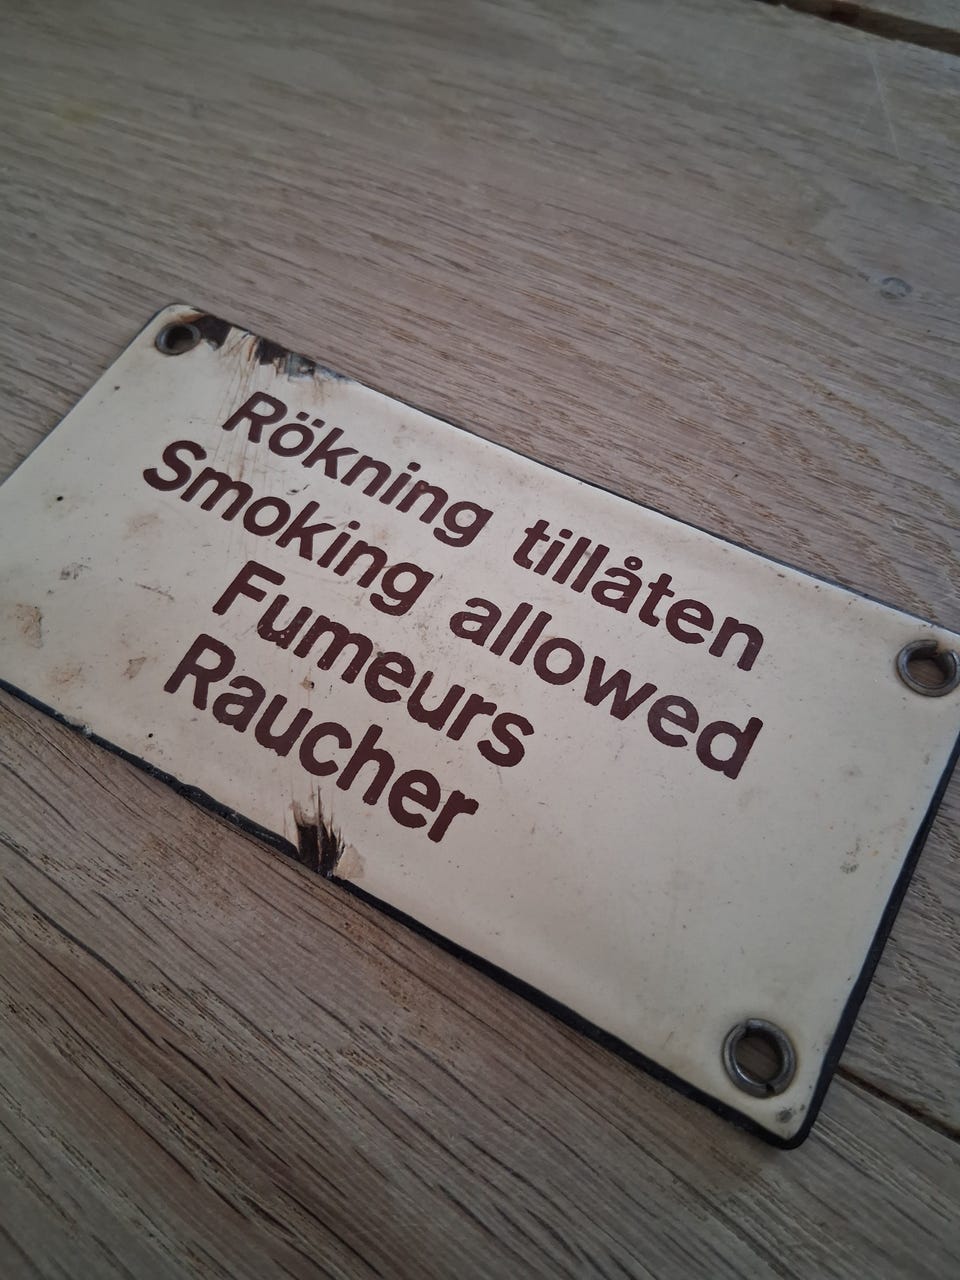 Rökning tillåten
Smoking allowed
Fumeurs
Raucher